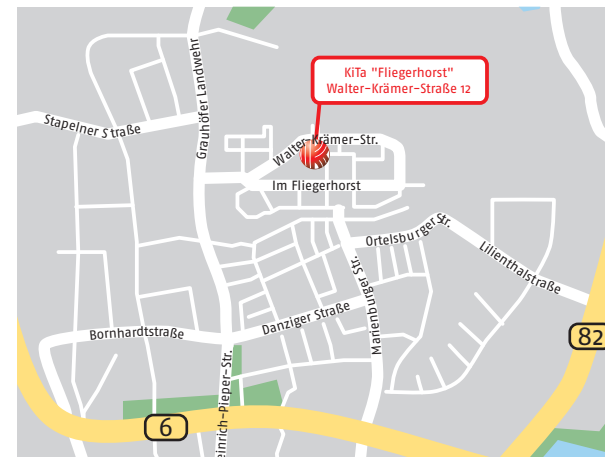 KiTa "Fliegerhorst"
Walter-Krämer-Straße 12
Grauhöfer Landwehr
Stapelner Straße
Walter-Krämer-Str.
Im Fliegerhorst
Ortelsburger Str.
Lilienthalstraße
Marienburger Str.
Danziger Straße
Bornhardtstraße
82
einrich-Pieper-Str.
6